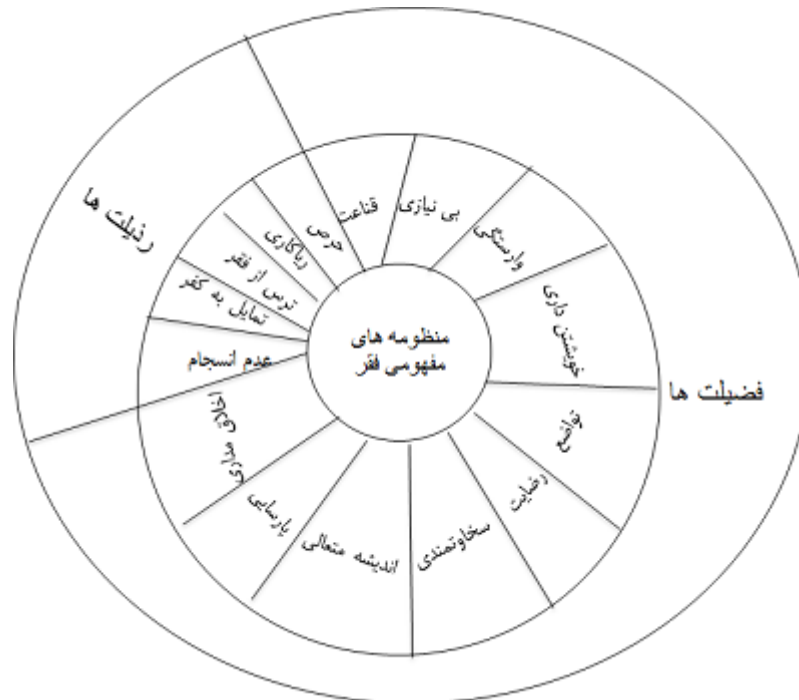 منظومه های
مفهومی فقر
فضیلت ها
قناعت
بی نیازی
وارستگی
خویشتن داری
تواضع
رضایت
سخاوتمندی
اندیشه متعالی
پارسایی
اخلاق مداری
رذیلت ها
عدم انسجام
تمایل به کفر
ترس از فقر
ریاکاری
حرص